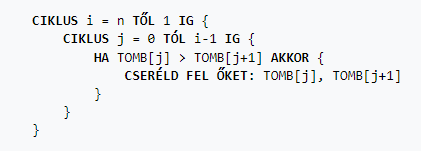 CIKLUS i = n TŐL 1 IG {
CIKLUS j = 0 TÓL i-1 IG {
HA TOMB[j] > TOMB[j+1] AKKOR {
CSERÉLD FEL ŐKET: TOMB[j], TOMB[j+1]
}
}
}